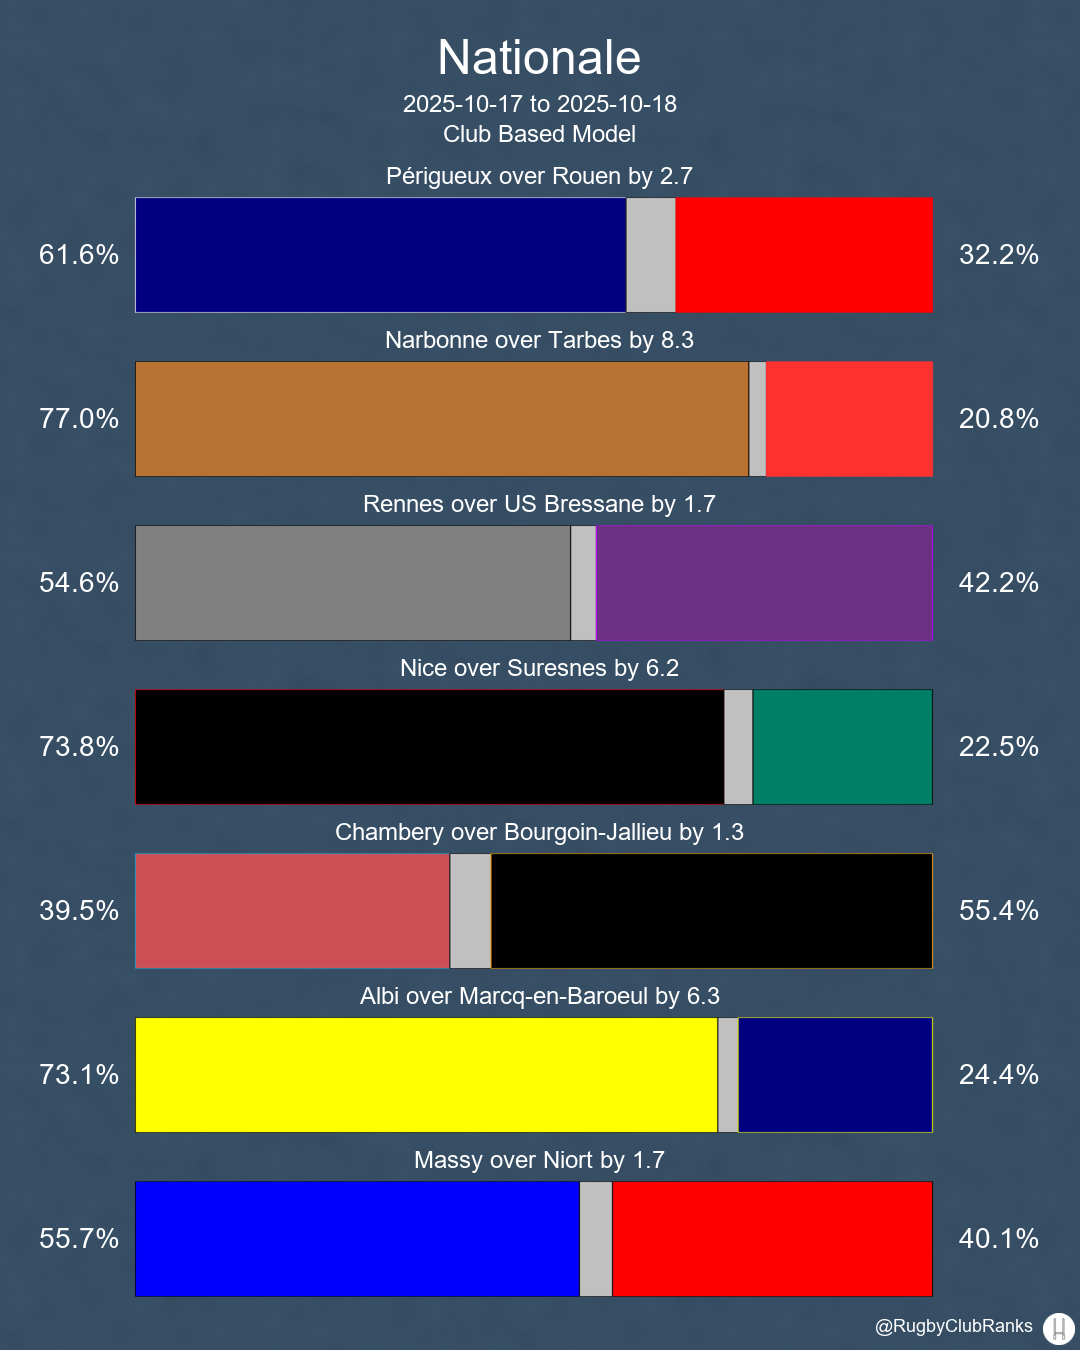 Nationale
2025-10-17 to 2025-10-18
Club Based Model
Périgueux over Rouen by 2.7
61.6%
32.2%
Narbonne over Tarbes by 8.3
77.0%
20.8%
Rennes over US Bressane by 1.7
54.6%
42.2%
Nice over Suresnes by 6.2
73.8%
22.5%
Chambery over Bourgoin-Jallieu by 1.3
39.5%
55.4%
Albi over Marcq-en-Baroeul by 6.3
73.1%
24.4%
Massy over Niort by 1.7
55.7%
40.1%
@RugbyClubRanks